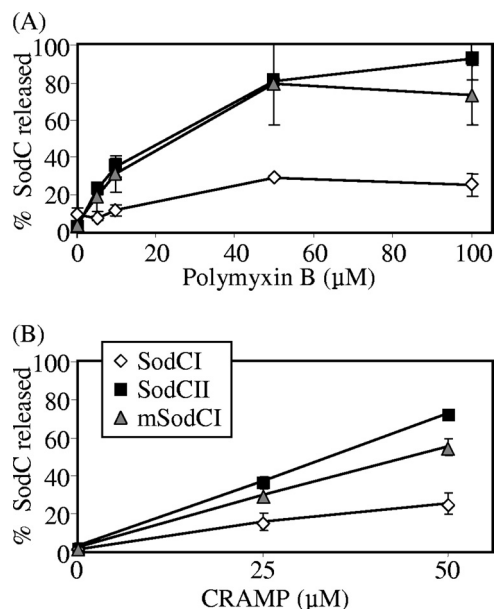 (A)
% SodC released
100
80
60
40
20
0
0 20 40 60 80 100
Polymyxin B (µM)
(B)
% SodC released
100
80
60
40
20
0
SodCI
SodCII
mSodCI
0 25 50
CRAMP (µM)